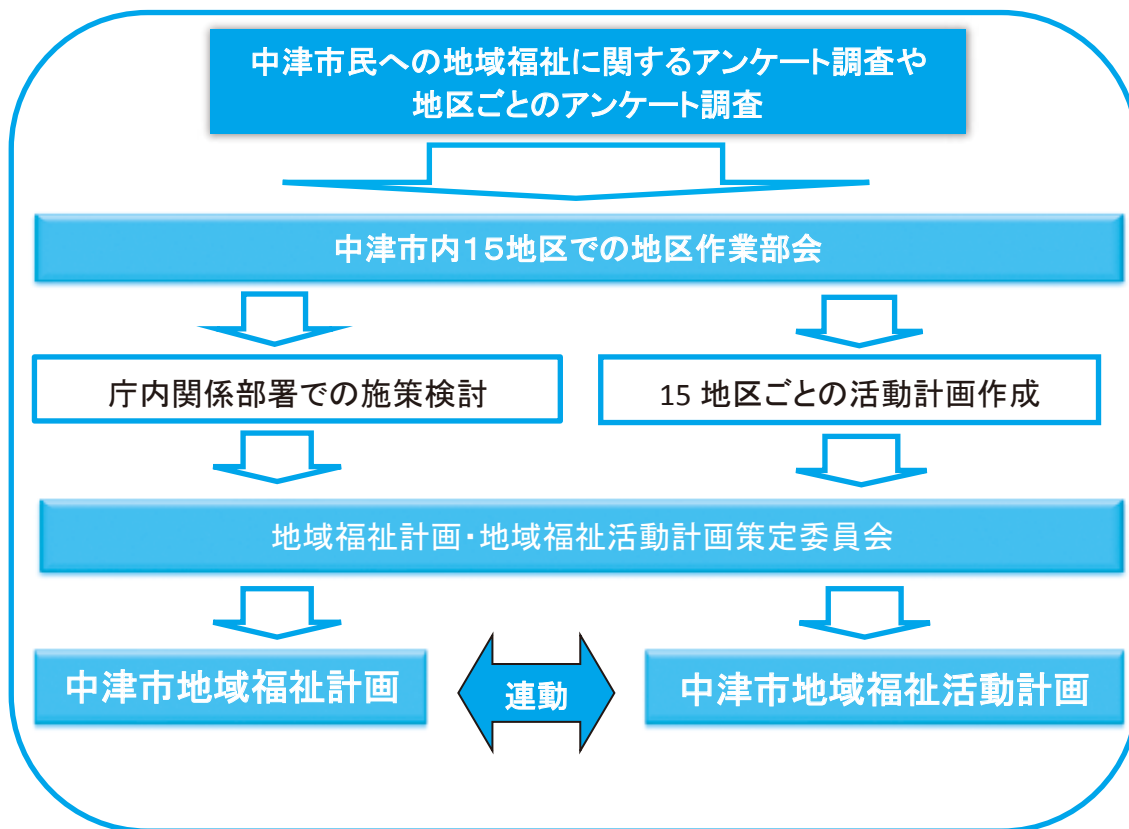 中津市民への地域福祉に関するアンケート調査や
地区ごとのアンケート調査
中津市内１５地区での地区作業部会
庁内関係部署での施策検討
15 地区ごとの活動計画作成
地域福祉計画・地域福祉活動計画策定委員会
中津市地域福祉計画
連動
中津市地域福祉活動計画